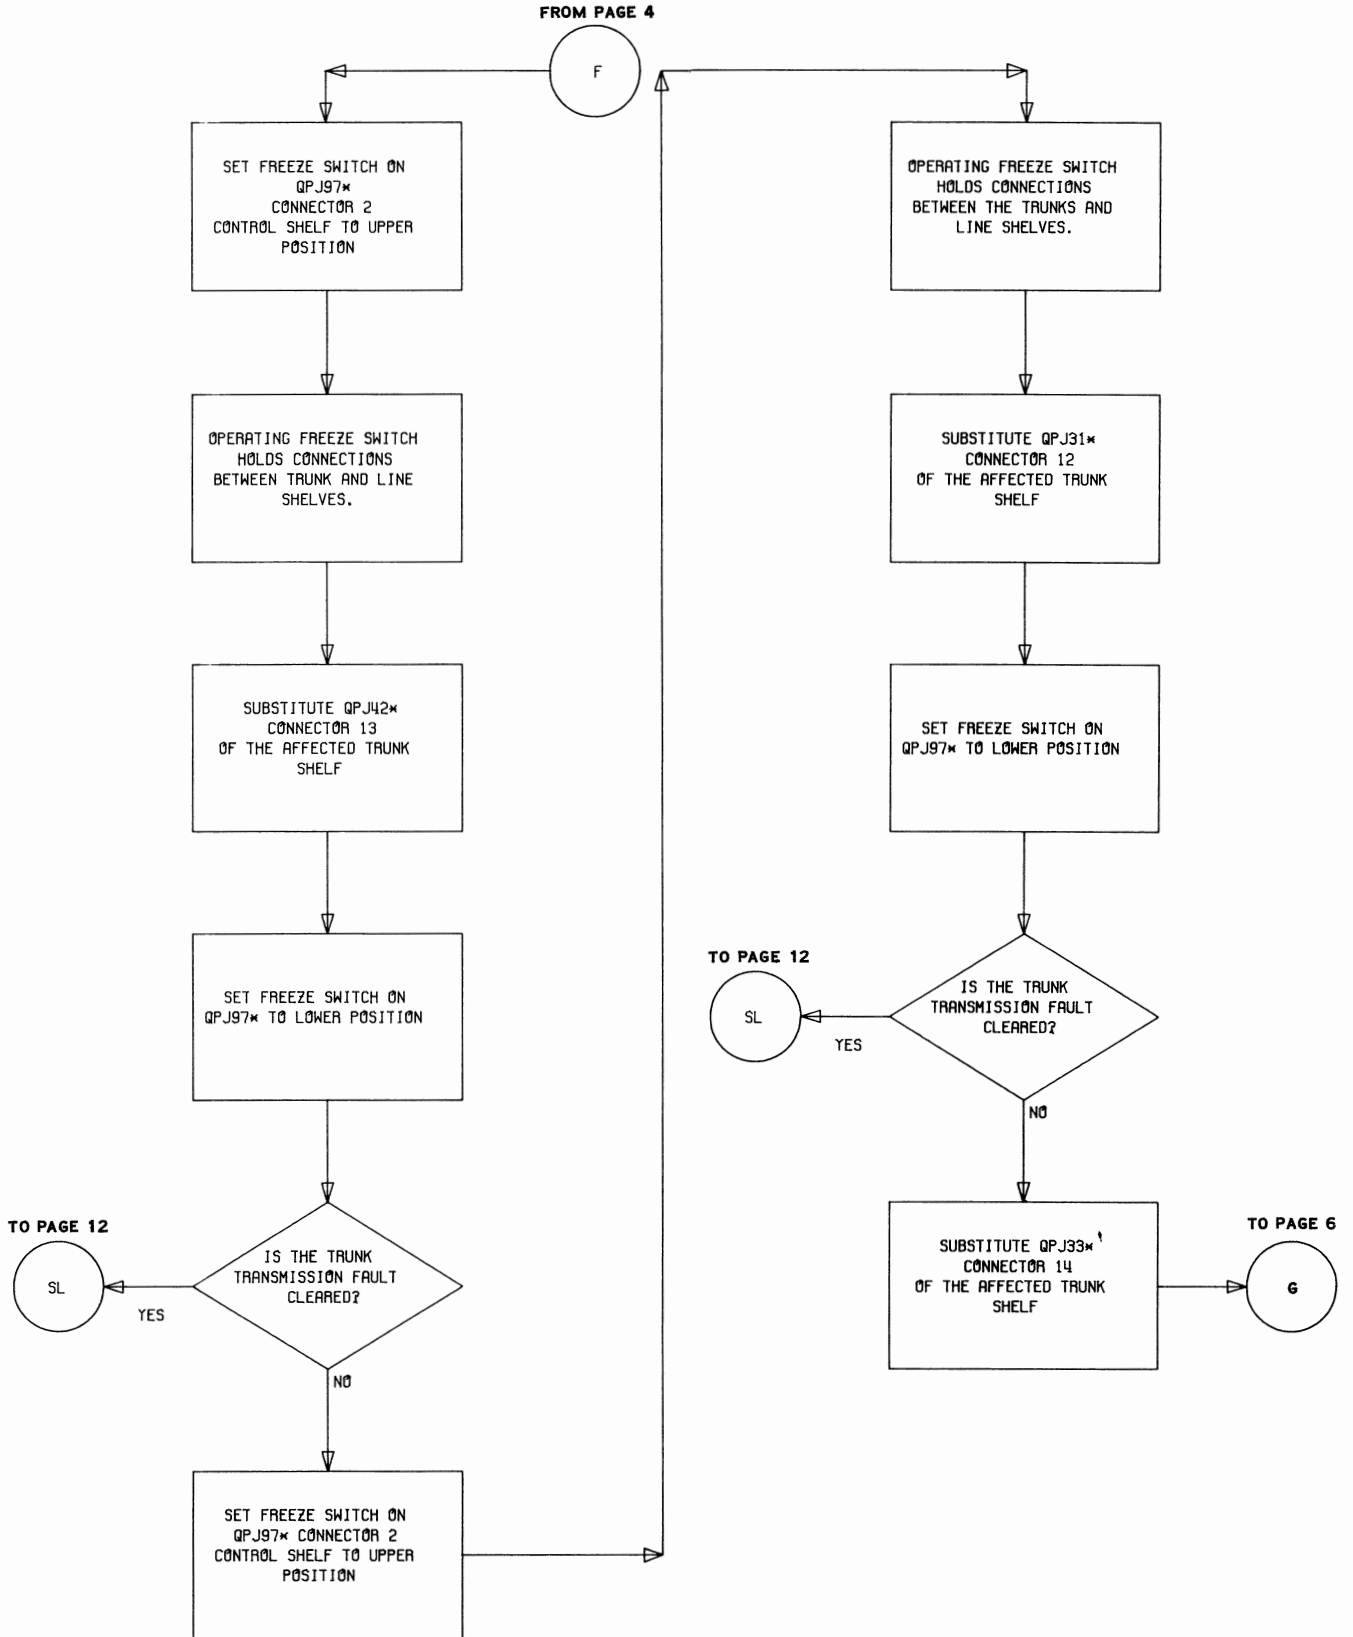 FROM PAGE 4
F
SET FREEZE SWITCH ON
QPJ97*
CONNECTOR 2
CONTROL SHELF TO UPPER
POSITION
OPERATING FREEZE SWITCH
HOLDS CONNECTIONS
BETWEEN TRUNK AND LINE
SHELVES.
SUBSTITUTE QPJ42*
CONNECTOR 13
OF THE AFFECTED TRUNK
SHELF
SET FREEZE SWITCH ON
QPJ97* TO LOWER POSITION
IS THE TRUNK
TRANSMISSION FAULT
CLEARED?
TO PAGE 12
SL
YES
NO
SET FREEZE SWITCH ON
QPJ97* CONNECTOR 2
CONTROL SHELF TO UPPER
POSITION
OPERATING FREEZE SWITCH
HOLDS CONNECTIONS
BETWEEN THE TRUNKS AND
LINE SHELVES.
SUBSTITUTE QPJ31*
CONNECTOR 12
OF THE AFFECTED TRUNK
SHELF
SET FREEZE SWITCH ON
QPJ97* TO LOWER POSITION
IS THE TRUNK
TRANSMISSION FAULT
CLEARED?
TO PAGE 12
SL
YES
NO
SUBSTITUTE QPJ33*
CONNECTOR 14
OF THE AFFECTED TRUNK
SHELF
TO PAGE 6
G